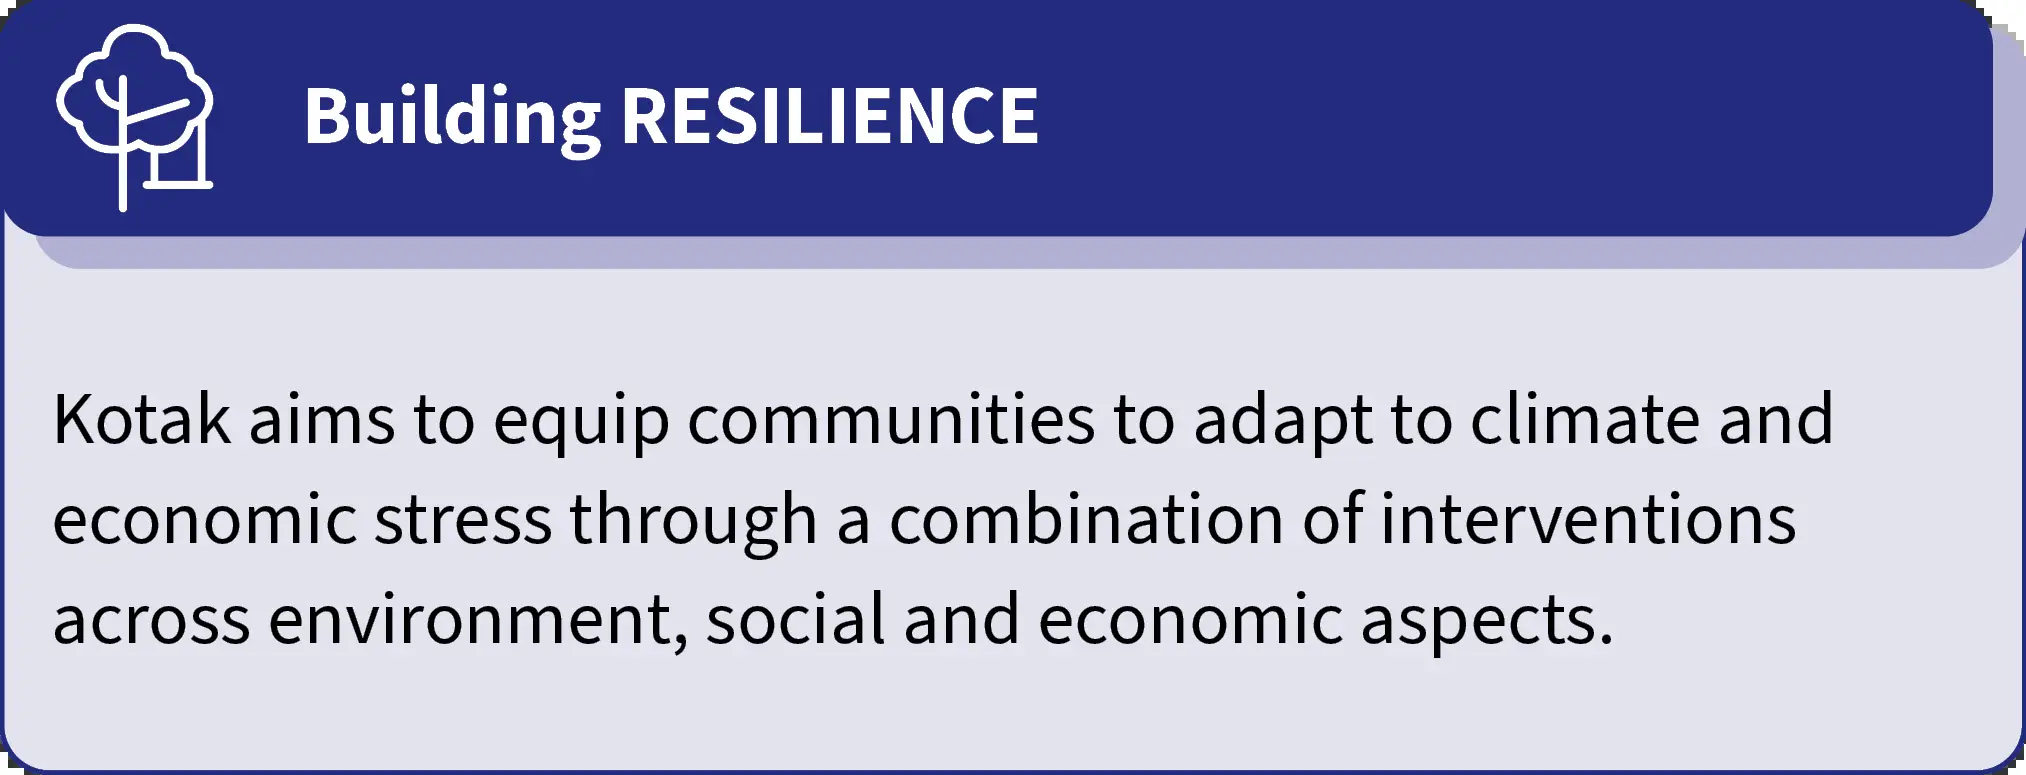 Building RESILIENCE
Kotak aims to equip communities to adapt to climate and
economic stress through a combination of interventions
across environment, social and economic aspects.